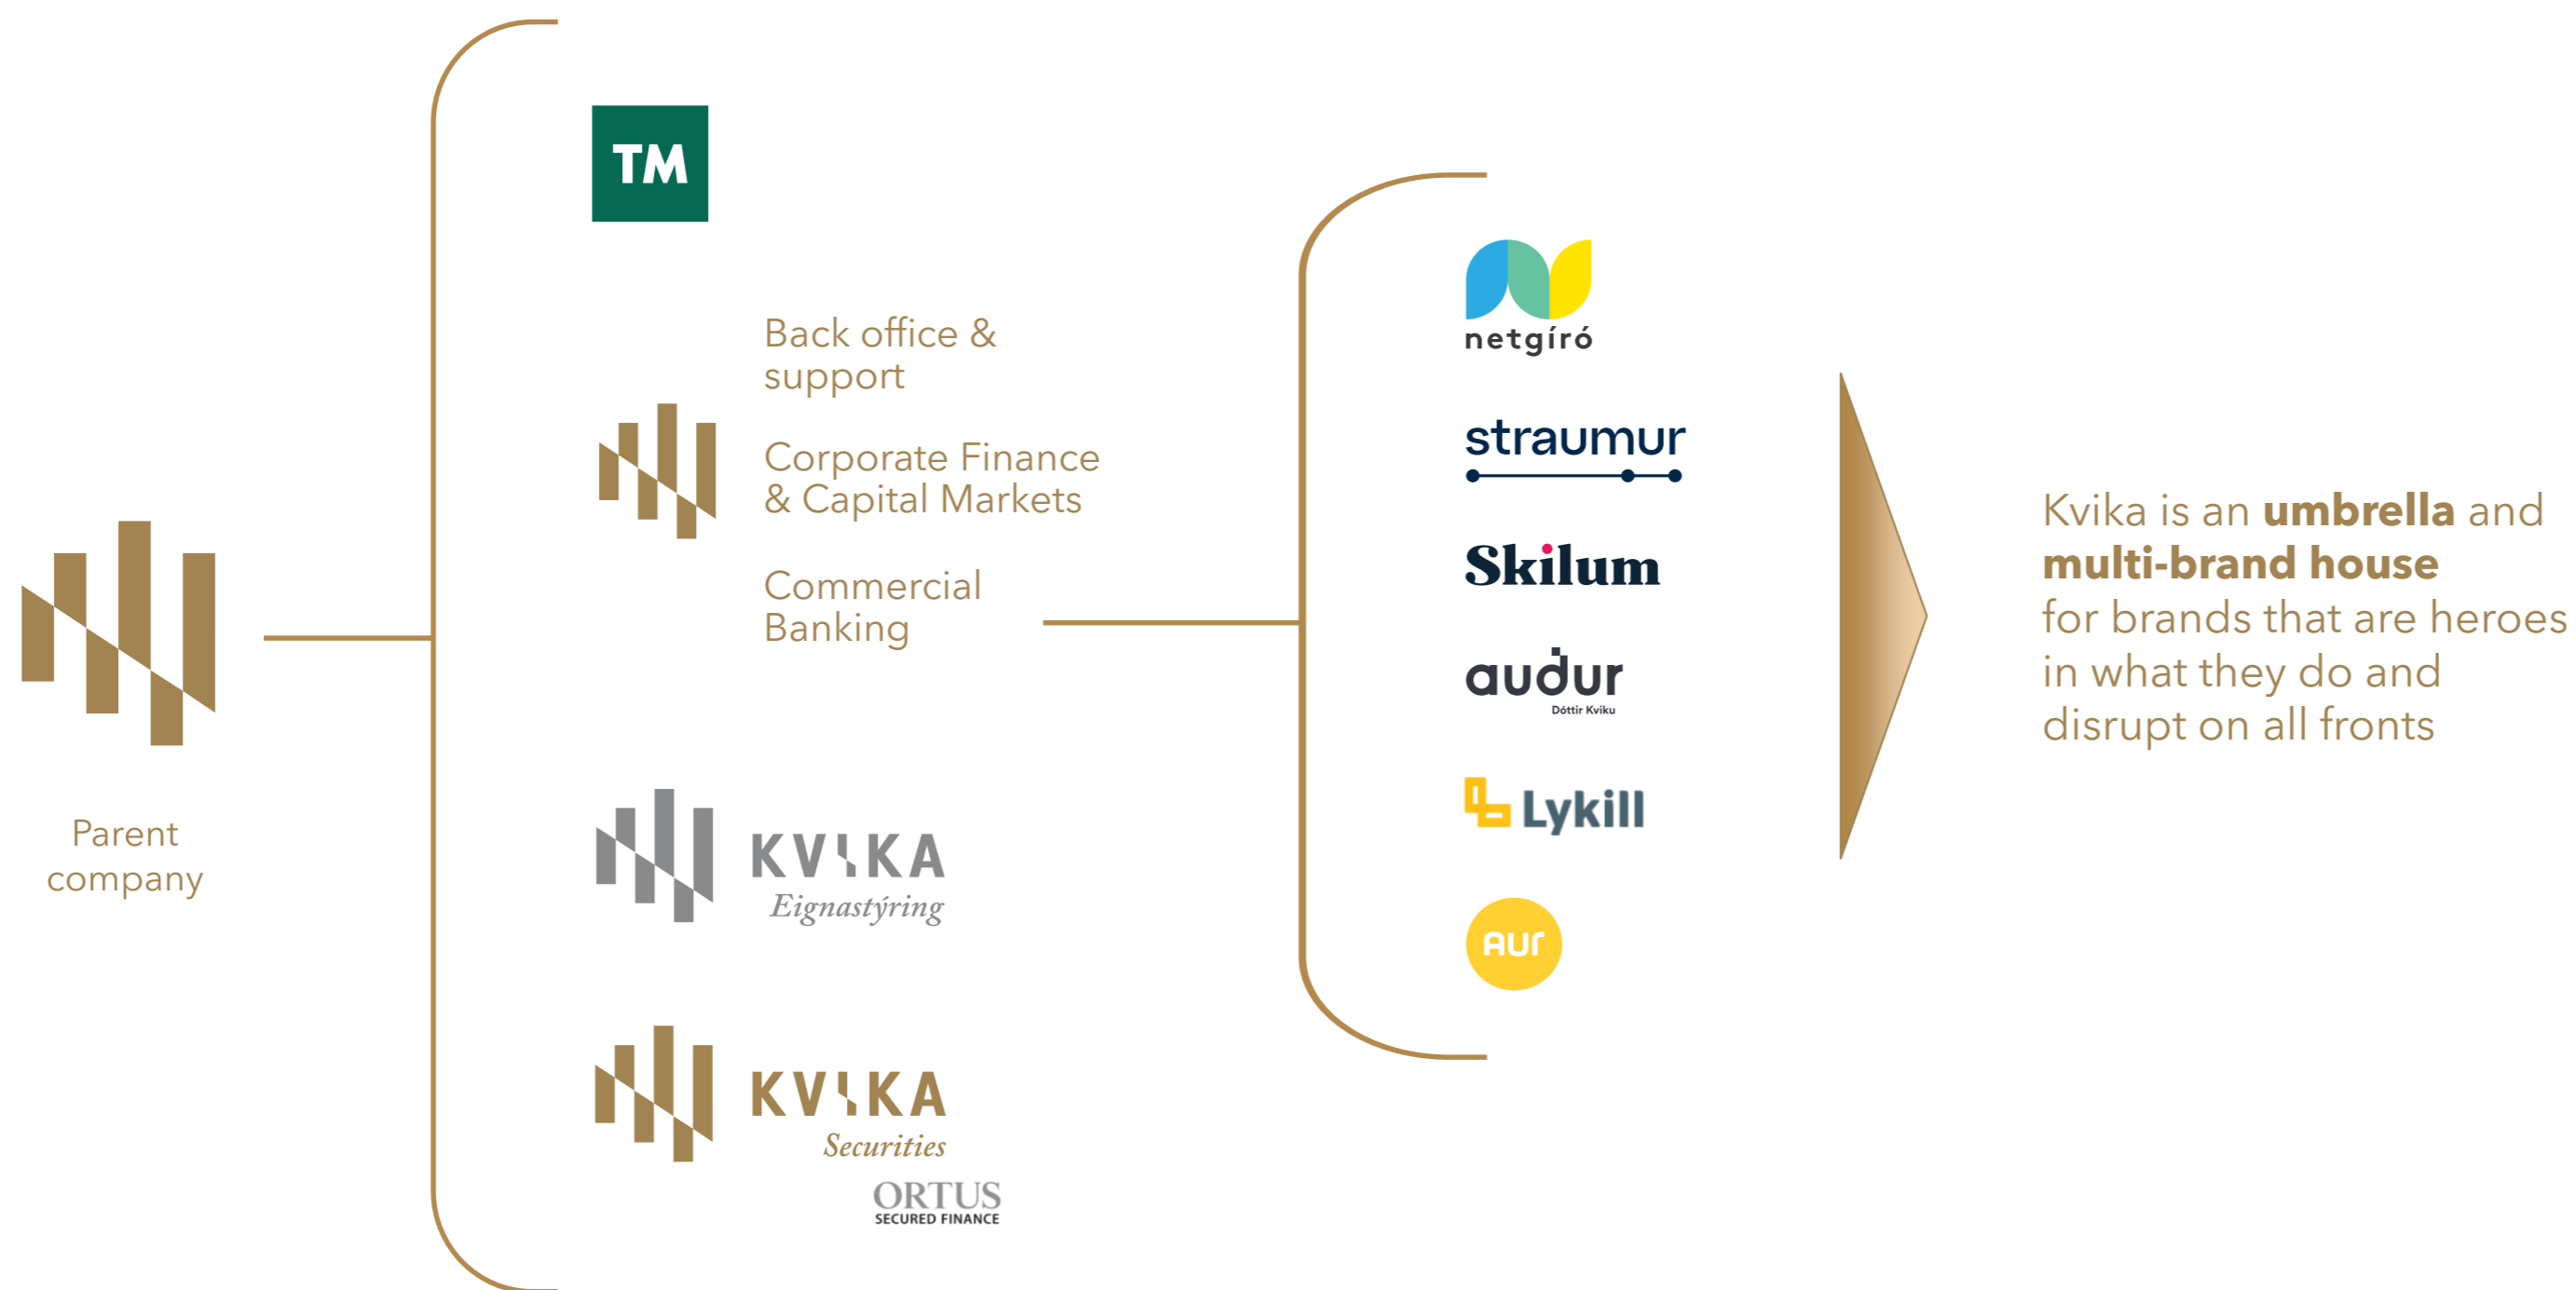 Parent
company
TM
Back office &
support
Corporate Finance
& Capital Markets
Commercial
Banking
KVIKA
Eignastýring
KVIKA
Securities
ORTUS
SECURED FINANCE
netgíró
straumur
Skilum
auður
Dóttir Kviku
Lykill
Aur
Kvika is an umbrella and
multi-brand house
for brands that are heroes
in what they do and
disrupt on all fronts